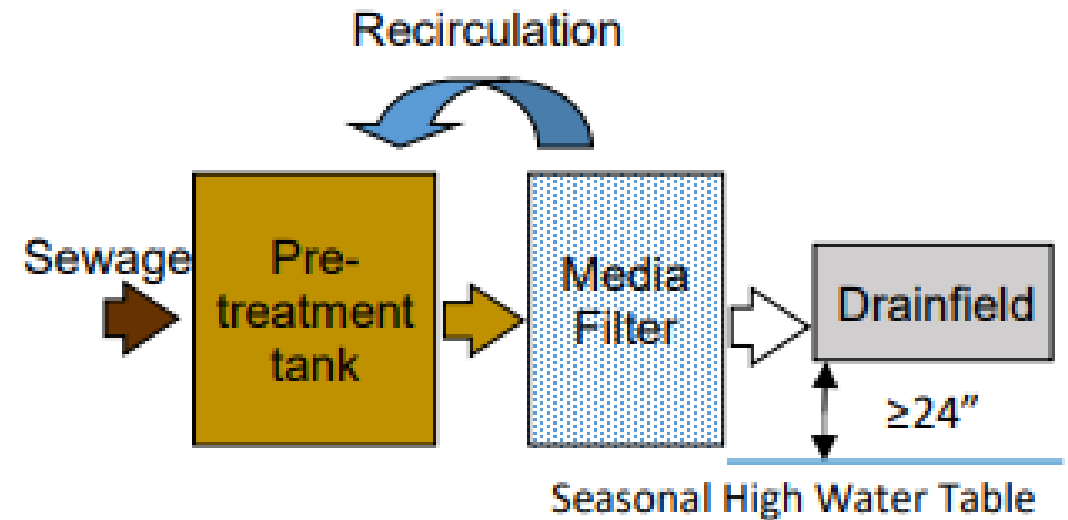 Recirculation
Sewage
Pre-
treatment
tank
Media
Filter
Drainfield
≥24”
Seasonal High Water Table